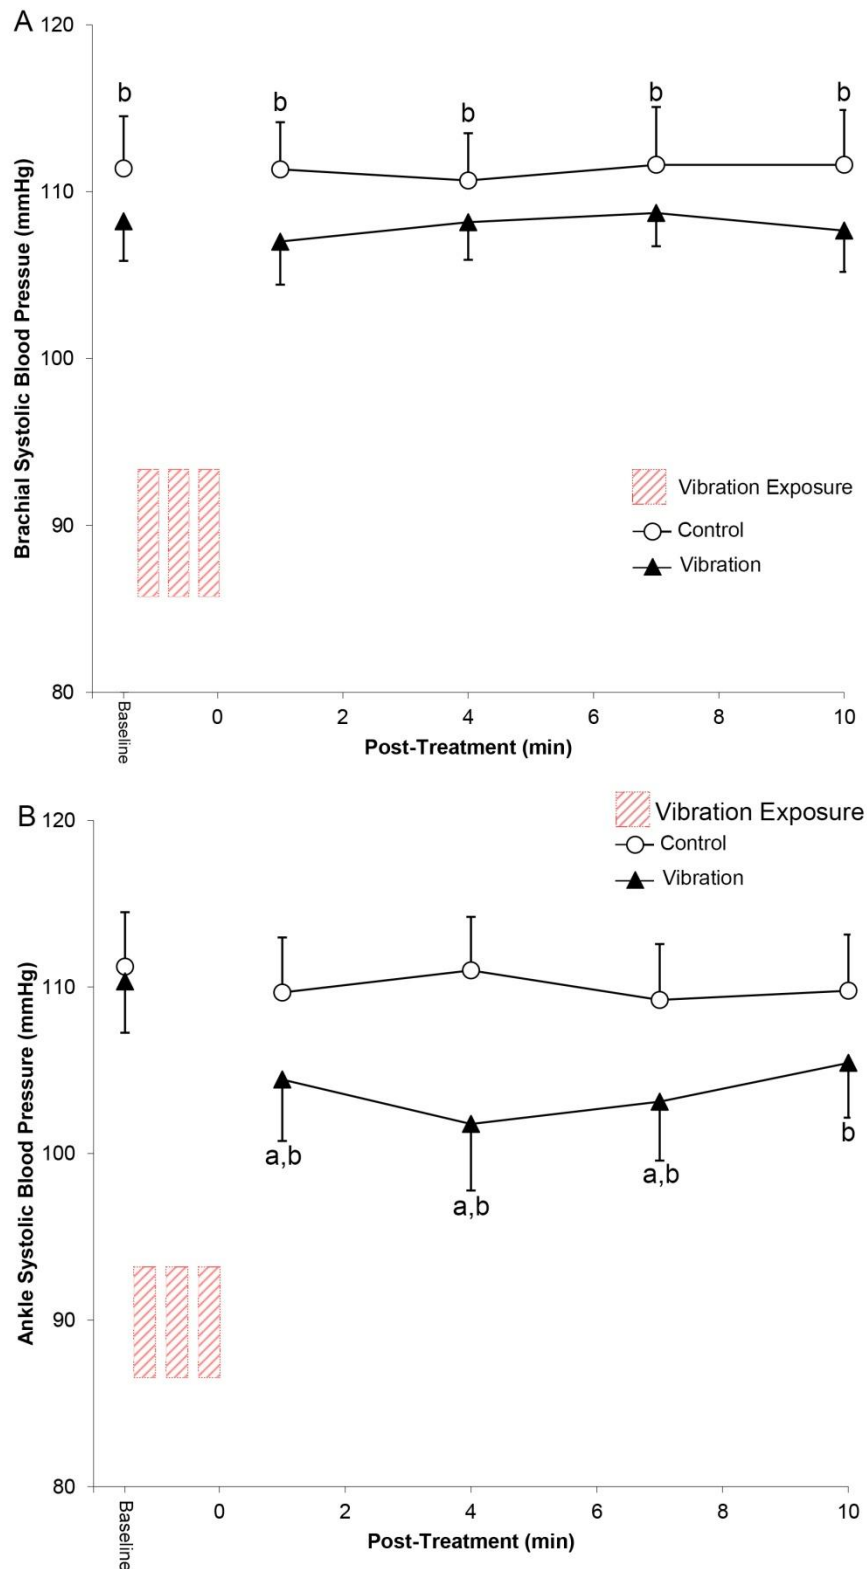 A
120
b
b
b
b
b
110
Brachial Systolic Blood Pressue (mmHg)
100
Vibration Exposure
90
Control
Vibration
80
Baseline
0
2
4
6
8
10
Post-Treatment (min)
B
120
Vibration Exposure
Control
Vibration
110
Ankle Systolic Blood Pressure (mmHg)
100
a,b
a,b
a,b
b
90
80
Baseline
0
2
4
6
8
10
Post-Treatment (min)